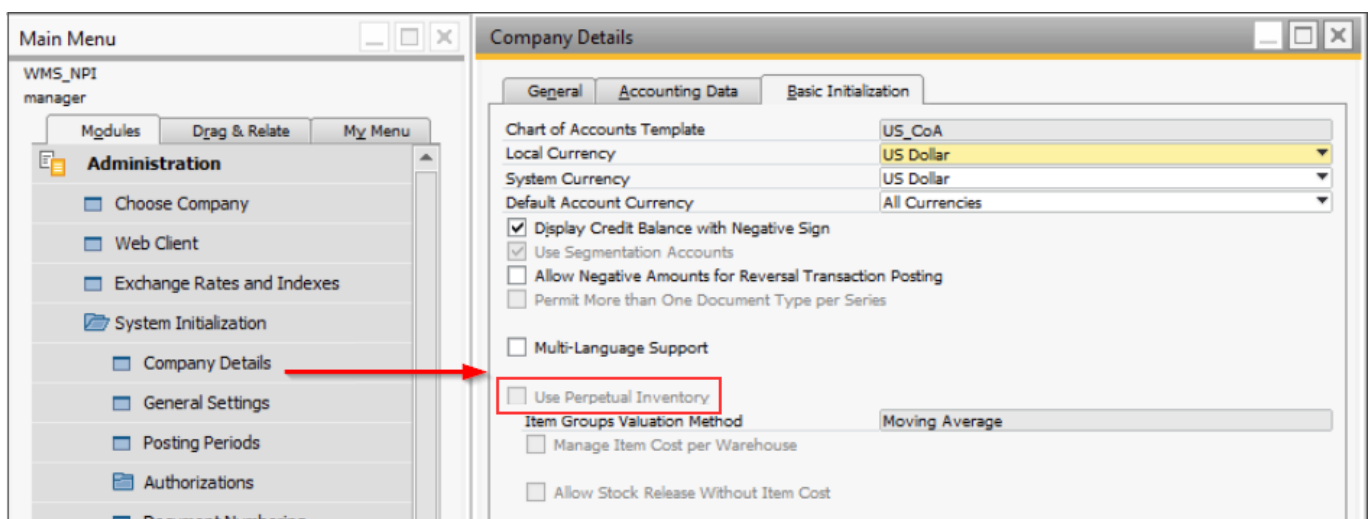 Main Menu
WMS_NPI
manager
Modules Drag & Relate My Menu
Administration
Choose Company
Web Client
Exchange Rates and Indexes
System Initialization
Company Details
General Settings
Posting Periods
Authorizations
Document Numbering
Company Details
General Accounting Data Basic Initialization
Chart of Accounts Template US_CoA
Local Currency US Dollar
System Currency US Dollar
Default Account Currency All Currencies
Display Credit Balance with Negative Sign
Use Segmentation Accounts
Allow Negative Amounts for Reversal Transaction Posting
Permit More than One Document Type per Series
Multi-Language Support
Use Perpetual Inventory
Item Groups Valuation Method Moving Average
Manage Item Cost per Warehouse
Allow Stock Release Without Item Cost